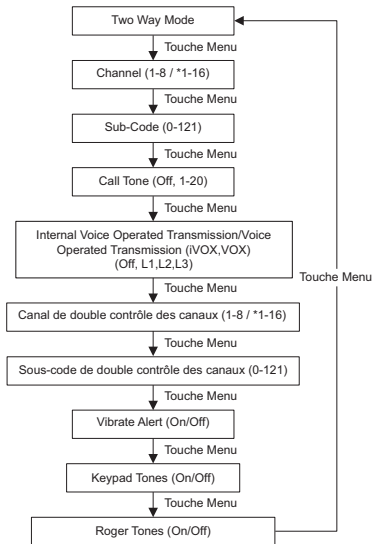 Two Way Mode
Touche Menu
Channel (1-8 / *1-16)
Touche Menu
Sub-Code (0-121)
Touche Menu
Call Tone (Off, 1-20)
Touche Menu
Internal Voice Operated Transmission/Voice
Operated Transmission (iVOX,VOX)
(Off, L1,L2,L3)
Touche Menu
Touche Menu
Canal de double contrôle des canaux (1-8 / *1-16)
Touche Menu
Sous-code de double contrôle des canaux (0-121)
Touche Menu
Vibrate Alert (On/Off)
Touche Menu
Keypad Tones (On/Off)
Touche Menu
Roger Tones (On/Off)